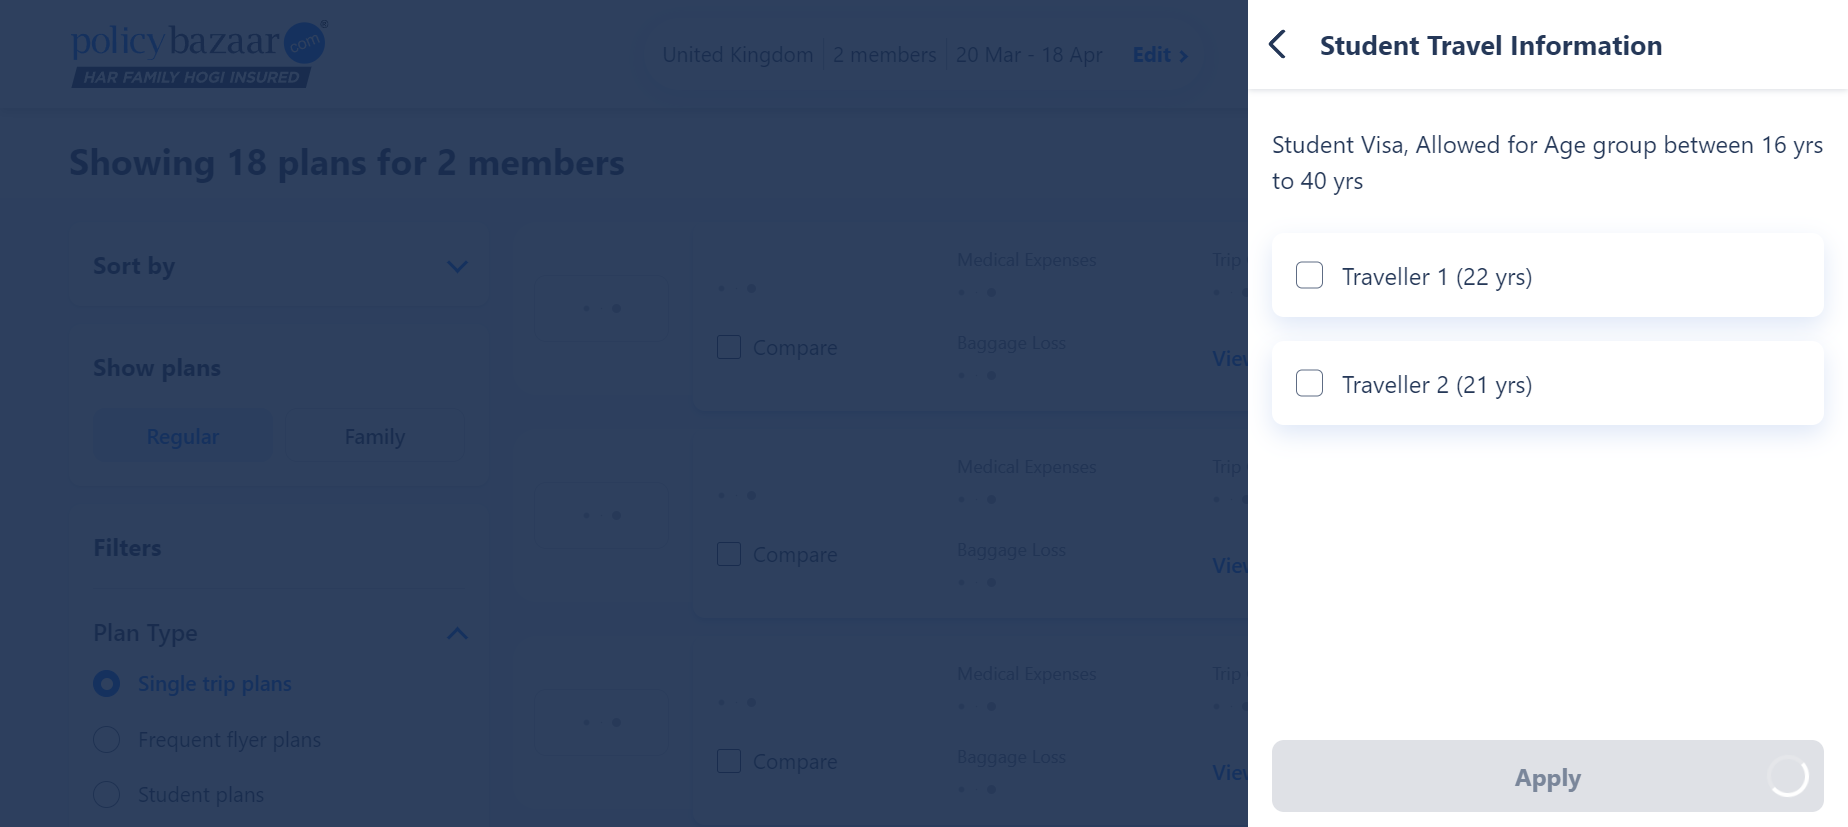 policybazaar.com®
HAR FAMILY HOGI INSURED
United Kingdom
2 members
20 Mar - 18 Apr
Edit
Showing 18 plans for 2 members
Sort by
Show plans
Regular
Family
Filters
Plan Type
Single trip plans
Frequent flyer plans
Student plans
Medical Expenses
Trip
Compare
Baggage Loss
View
Medical Expenses
Trip
Compare
Baggage Loss
View
Medical Expenses
Trip
Compare
Baggage Loss
View
Student Travel Information
Student Visa, Allowed for Age group between 16 yrs
to 40 yrs
Traveller 1 (22 yrs)
Traveller 2 (21 yrs)
Apply